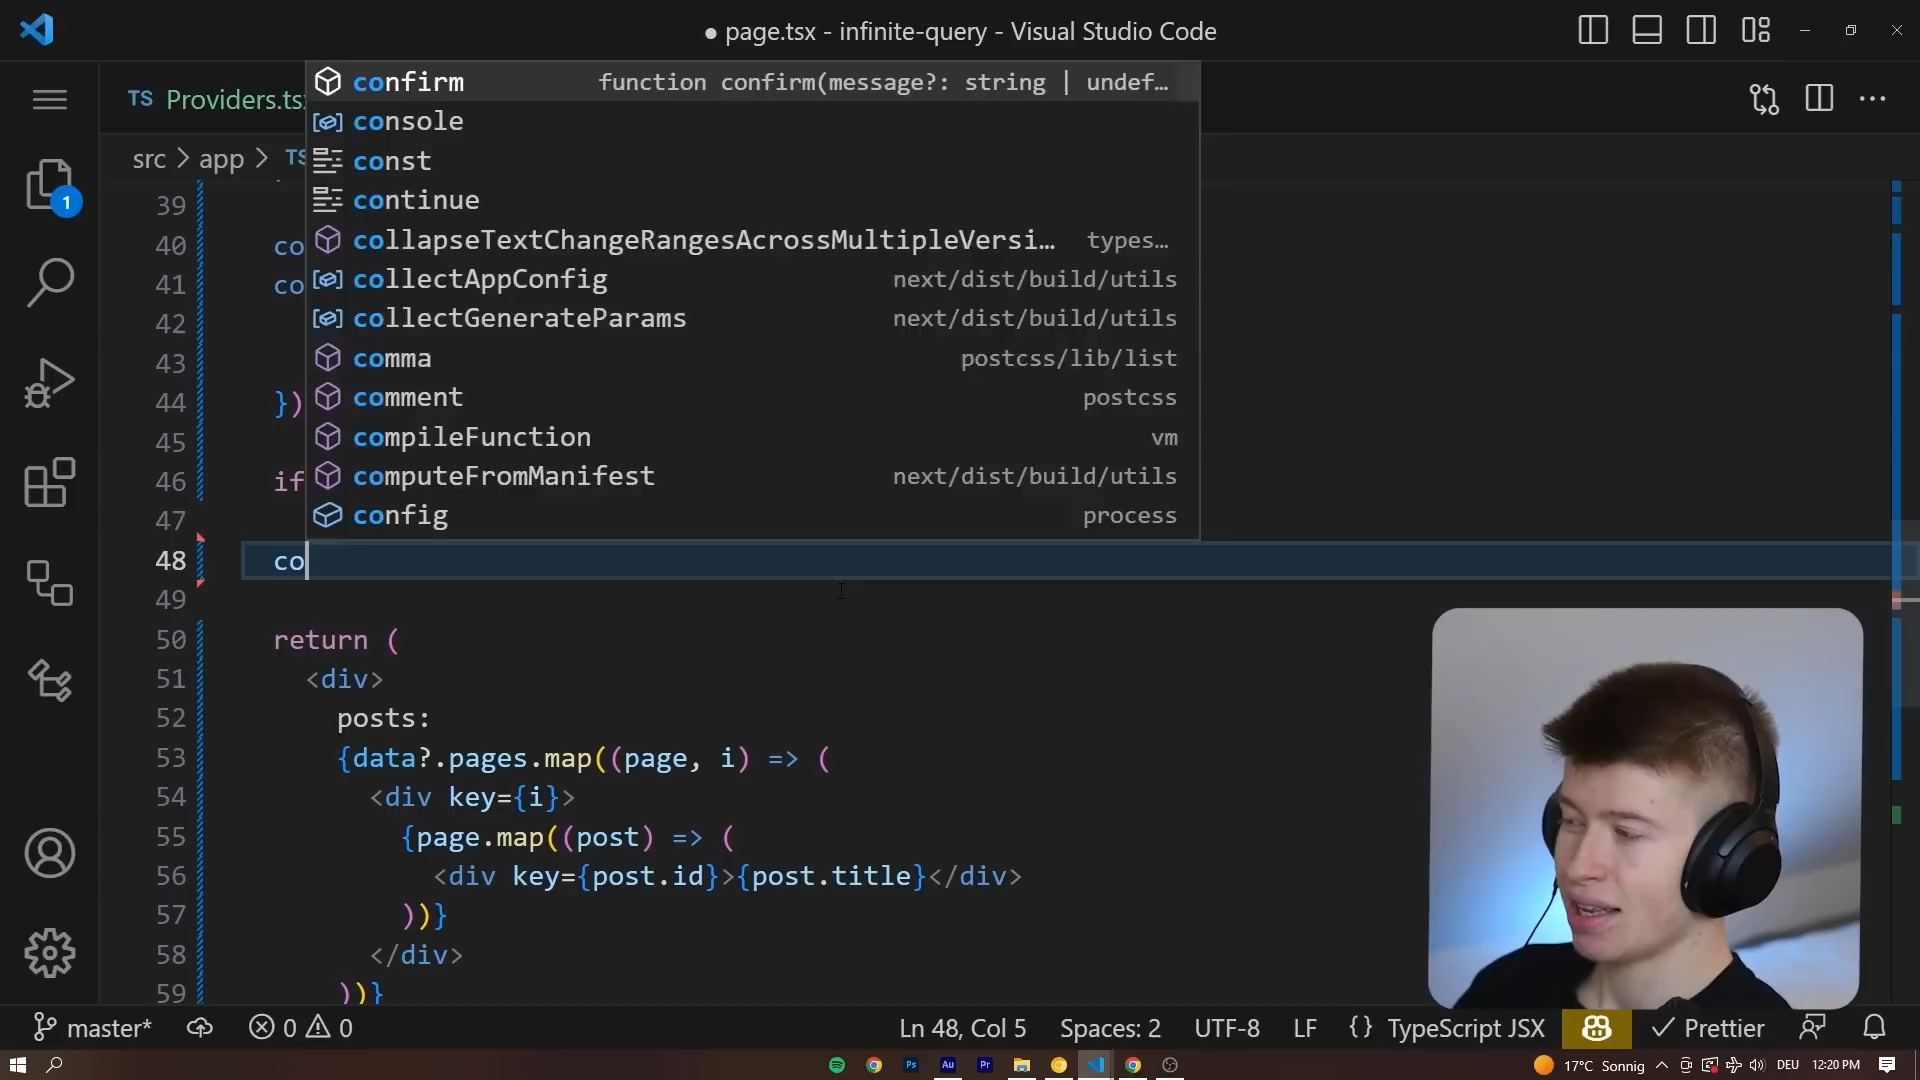 ● page.tsx - infinite-query - Visual Studio Code
TS Providers.tsx
src > app > TS
confirm function confirm(message?: string | undef…
console
const
continue
collapseTextChangeRangesAcrossMultipleVersi… types…
collectAppConfig next/dist/build/utils
collectGenerateParams next/dist/build/utils
comma postcss/lib/list
comment postcss
compileFunction vm
computeFromManifest next/dist/build/utils
config process
1
39
40 co
41 co
42
43
44 })
45
46 if
47
48 co
49
50 return (
51 <div>
52 posts:
53 {data?.pages.map((page, i) => (
54 <div key={i}>
55 {page.map((post) => (
56 <div key={post.id}>{post.title}</div>
57 ))}
58 </div>
59 ))}
master* 0 0 Ln 48, Col 5 Spaces: 2 UTF-8 LF {} TypeScript JSX Prettier
Ps Au Pr 17°C Sonnig DEU 12:20 PM